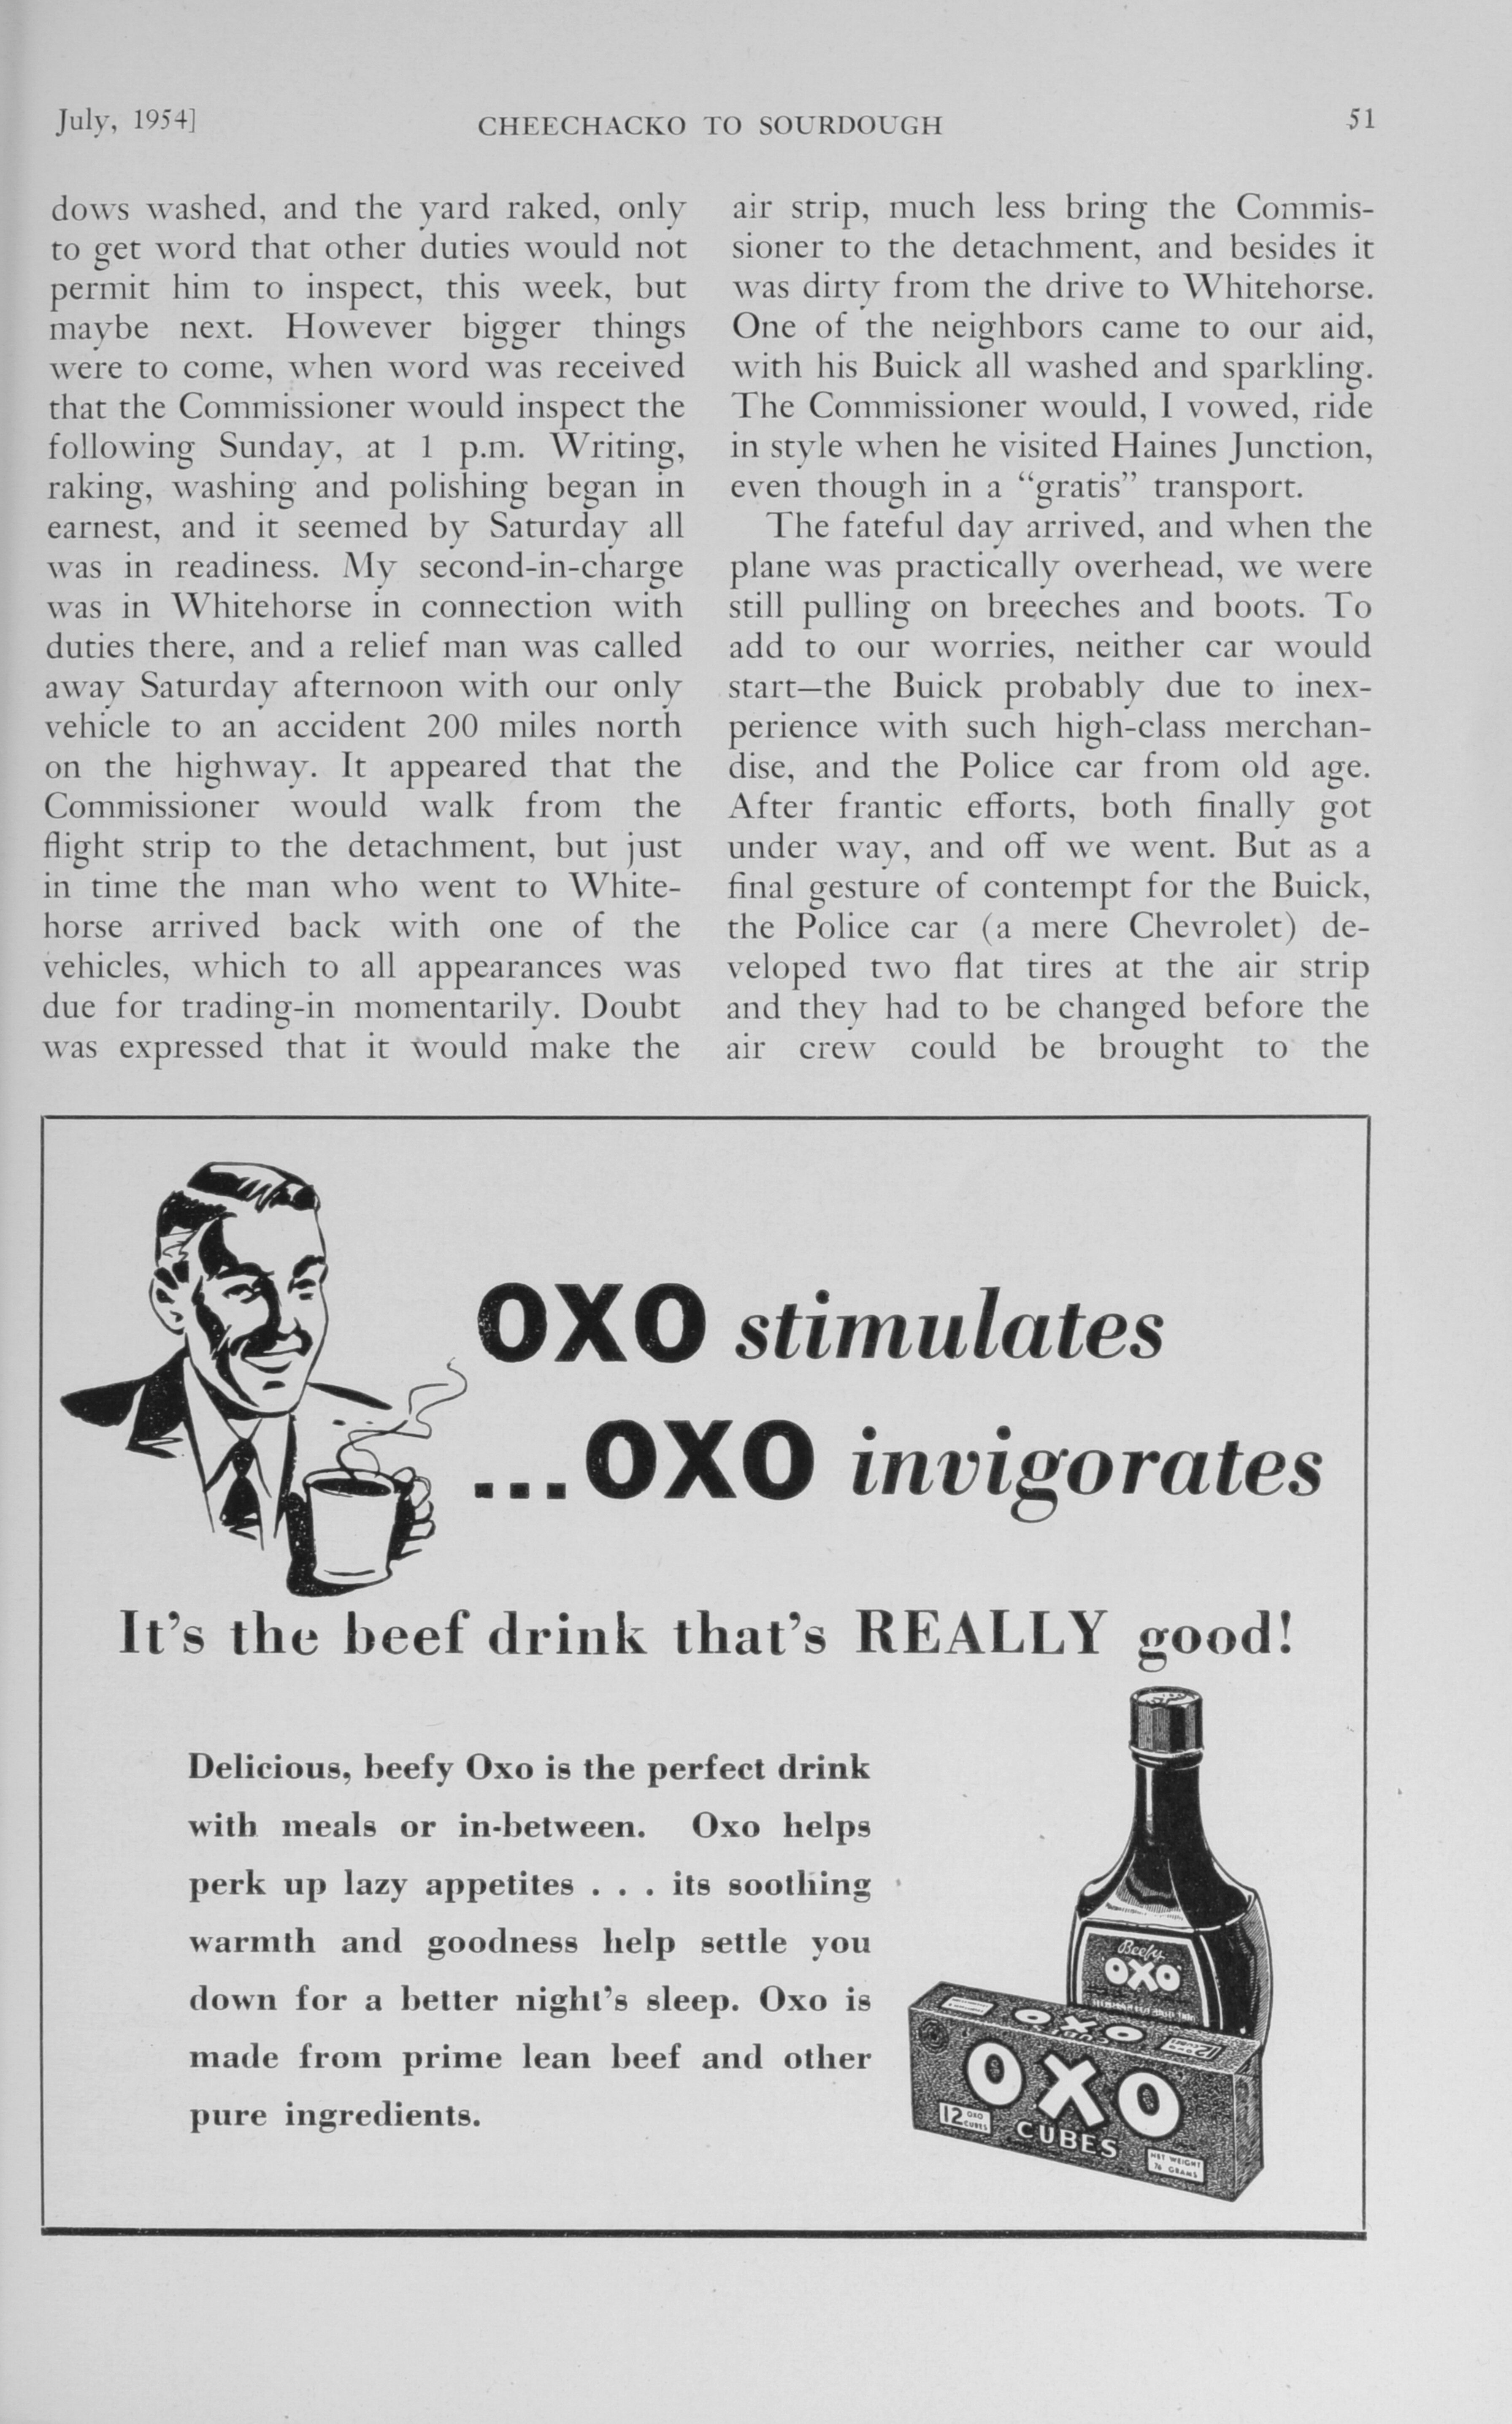 July, 1954]
CHEECHACKO TO SOURDOUGH
51
dows washed, and the yard raked, only
to get word that other duties would not
permit him to inspect, this week, but
maybe next. However bigger things
were to come, when word was received
that the Commissioner would inspect the
following Sunday, at 1 p.m. Writing,
raking, washing and polishing began in
earnest, and it seemed by Saturday all
was in readiness. My second-in-charge
was in Whitehorse in connection with
duties there, and a relief man was called
away Saturday afternoon with our only
vehicle to an accident 200 miles north
on the highway. It appeared that the
Commissioner would walk from the
flight strip to the detachment, but just
in time the man who went to White-
horse arrived back with one of the
vehicles, which to all appearances was
due for trading-in momentarily. Doubt
was expressed that it would make the
air strip, much less bring the Commis-
sioner to the detachment, and besides it
was dirty from the drive to Whitehorse.
One of the neighbors came to our aid,
with his Buick all washed and sparkling.
The Commissioner would, I vowed, ride
in style when he visited Haines Junction,
even though in a “gratis” transport.
The fateful day arrived, and when the
plane was practically overhead, we were
still pulling on breeches and boots. To
add to our worries, neither car would
start—the Buick probably due to inex-
perience with such high-class merchan-
dise, and the Police car from old age.
After frantic efforts, both finally got
under way, and off we went. But as a
final gesture of contempt for the Buick,
the Police car (a mere Chevrolet) de-
veloped two flat tires at the air strip
and they had to be changed before the
air crew could be brought to the
OXO stimulates
...OXO invigorates
It's the beef drink that's REALLY good!
Delicious, beefy Oxo is the perfect drink
with meals or in-between. Oxo helps
perk up lazy appetites . . . its soothing
warmth and goodness help settle you
down for a better night's sleep. Oxo is
made from prime lean beef and other
pure ingredients.
Beefy
OXO
OXO
CUBES
OXO
CUBES
12 OXO
CUBES
NET WEIGHT
GRAMS